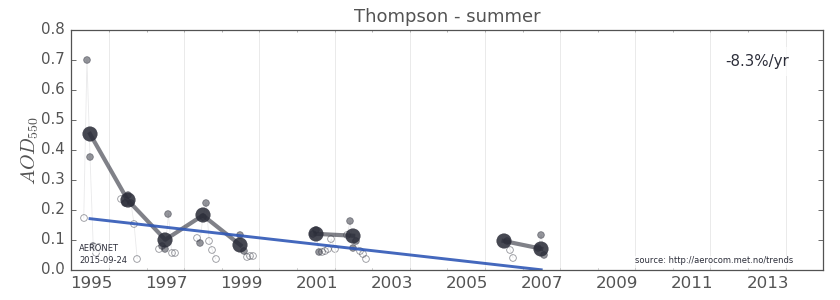 Thompson - summer
0.8
0.7
0.6
0.5
0.4
0.3
0.2
0.1
0.0
AOD550
-8.3%/yr
AERONET
2015-09-24
source: http://aerocom.met.no/trends
1995 1997 1999 2001 2003 2005 2007 2009 2011 2013